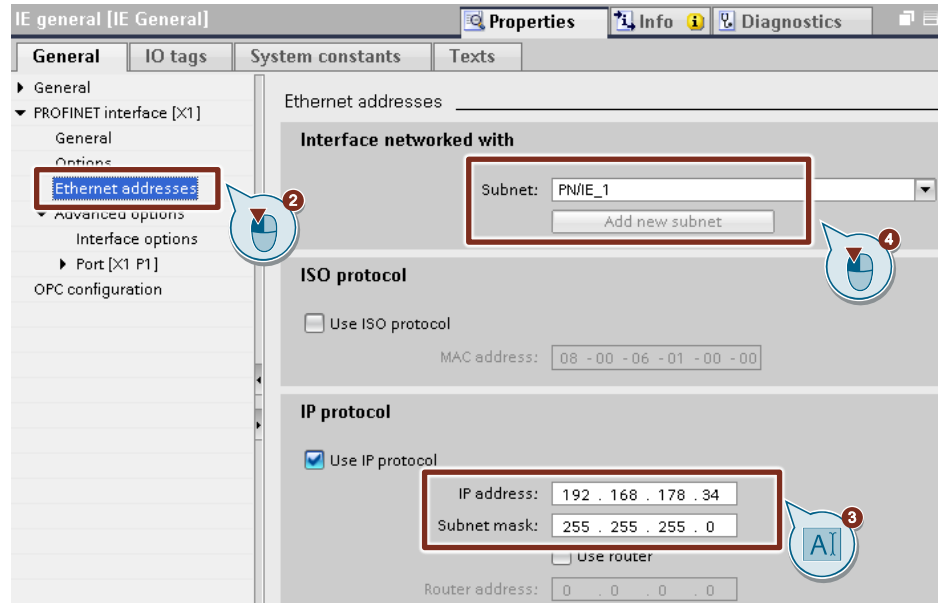 IE general [IE General]
Properties
Info
Diagnostics
General
IO tags
System constants
Texts
General
PROFINET interface [X1]
General
Options
Ethernet addresses
Advanced options
Interface options
Port [X1 P1]
OPC configuration
2
Ethernet addresses
Interface networked with
Subnet: PN/IE_1
Add new subnet
4
ISO protocol
Use ISO protocol
MAC address: 08 - 00 - 06 - 01 - 00 - 00
IP protocol
Use IP protocol
IP address: 192 . 168 . 178 . 34
Subnet mask: 255 . 255 . 255 . 0
3
AI
Use router
Router address: 0 . 0 . 0 . 0